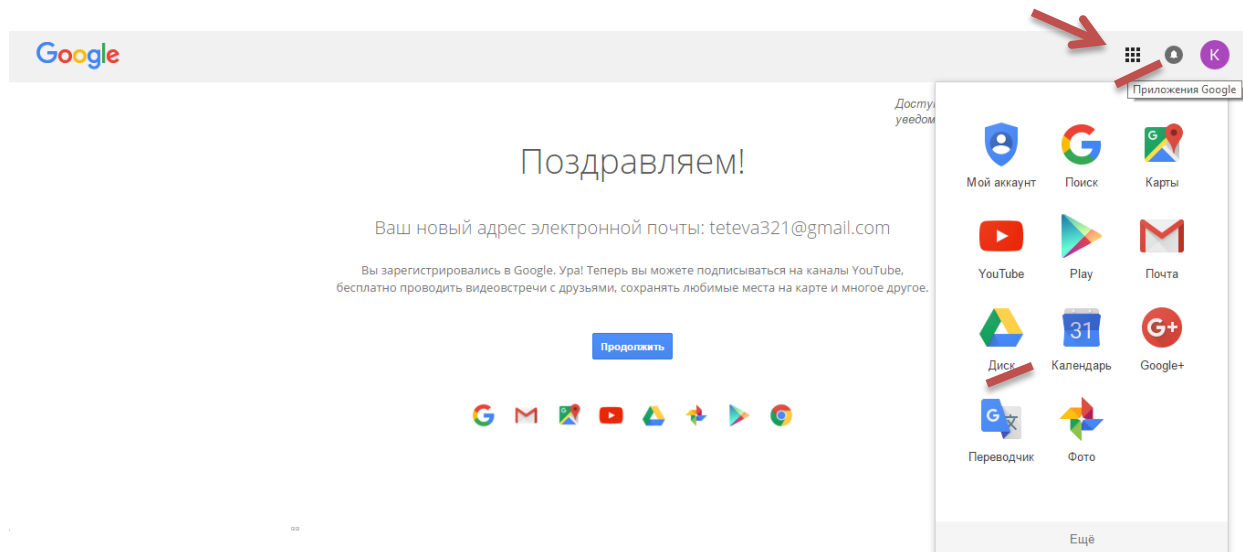 Google
К
Приложения Google
Досту
уведом
Поздравляем!
Ваш новый адрес электронной почты: teteva321@gmail.com
Вы зарегистрировались в Google. Ура! Теперь вы можете подписываться на каналы YouTube,
бесплатно проводить видеовстречи с друзьями, сохранять любимые места на карте и многое другое.
Продолжить
Мой аккаунт Поиск Карты
YouTube Play Почта
31 G+
Диск Календарь Google+
Переводчик Фото
Ещё